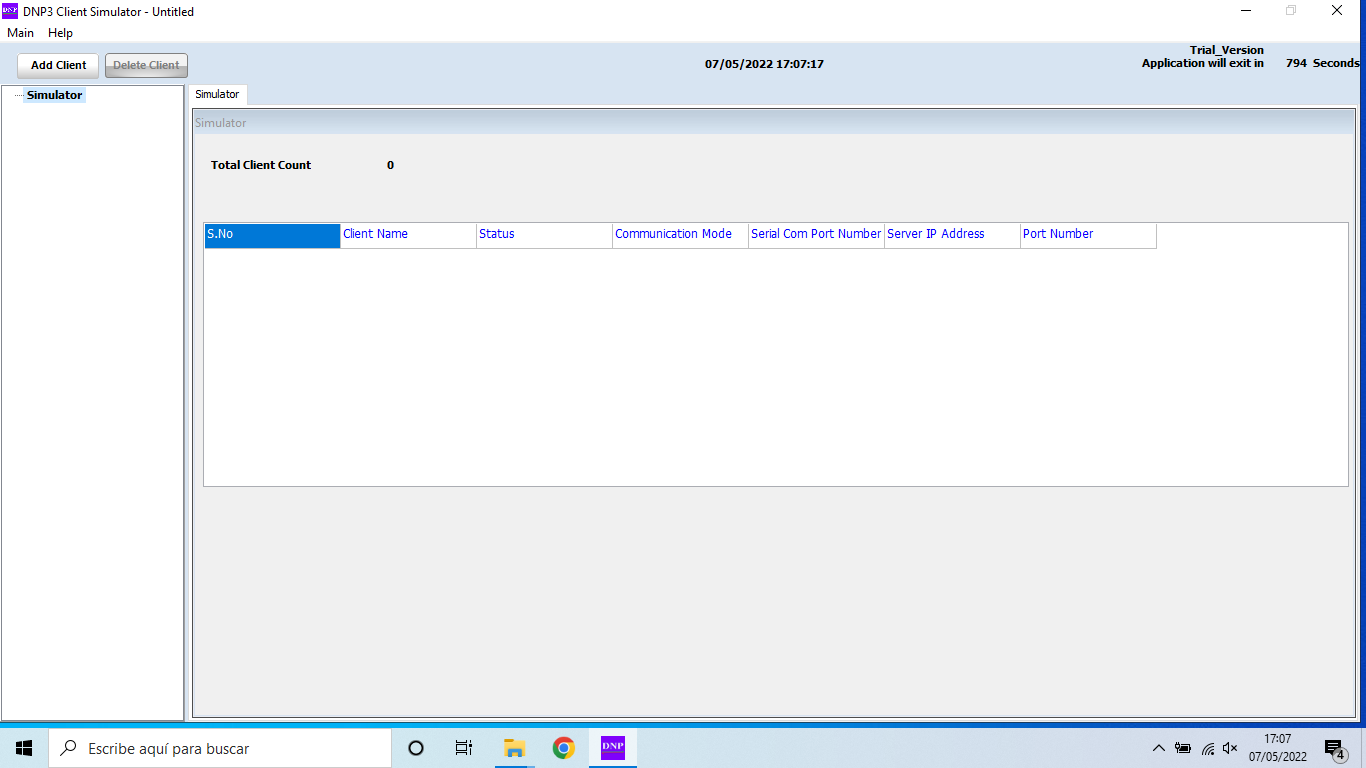 DNP3 Client Simulator - Untitled
Main Help
Trial_Version
Add Client Delete Client 07/05/2022 17:07:17 Application will exit in 794 Seconds
Simulator
Simulator
Simulator
Total Client Count 0
S.No Client Name Status Communication Mode Serial Com Port Number Server IP Address Port Number
Escribe aquí para buscar
DNP
17:07
07/05/2022
4